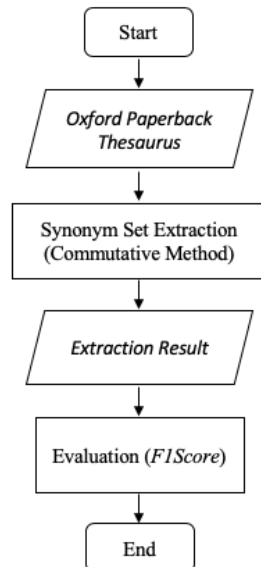 Start
Oxford Paperback
Thesaurus
Synonym Set Extraction
(Commutative Method)
Extraction Result
Evaluation (F1Score)
End